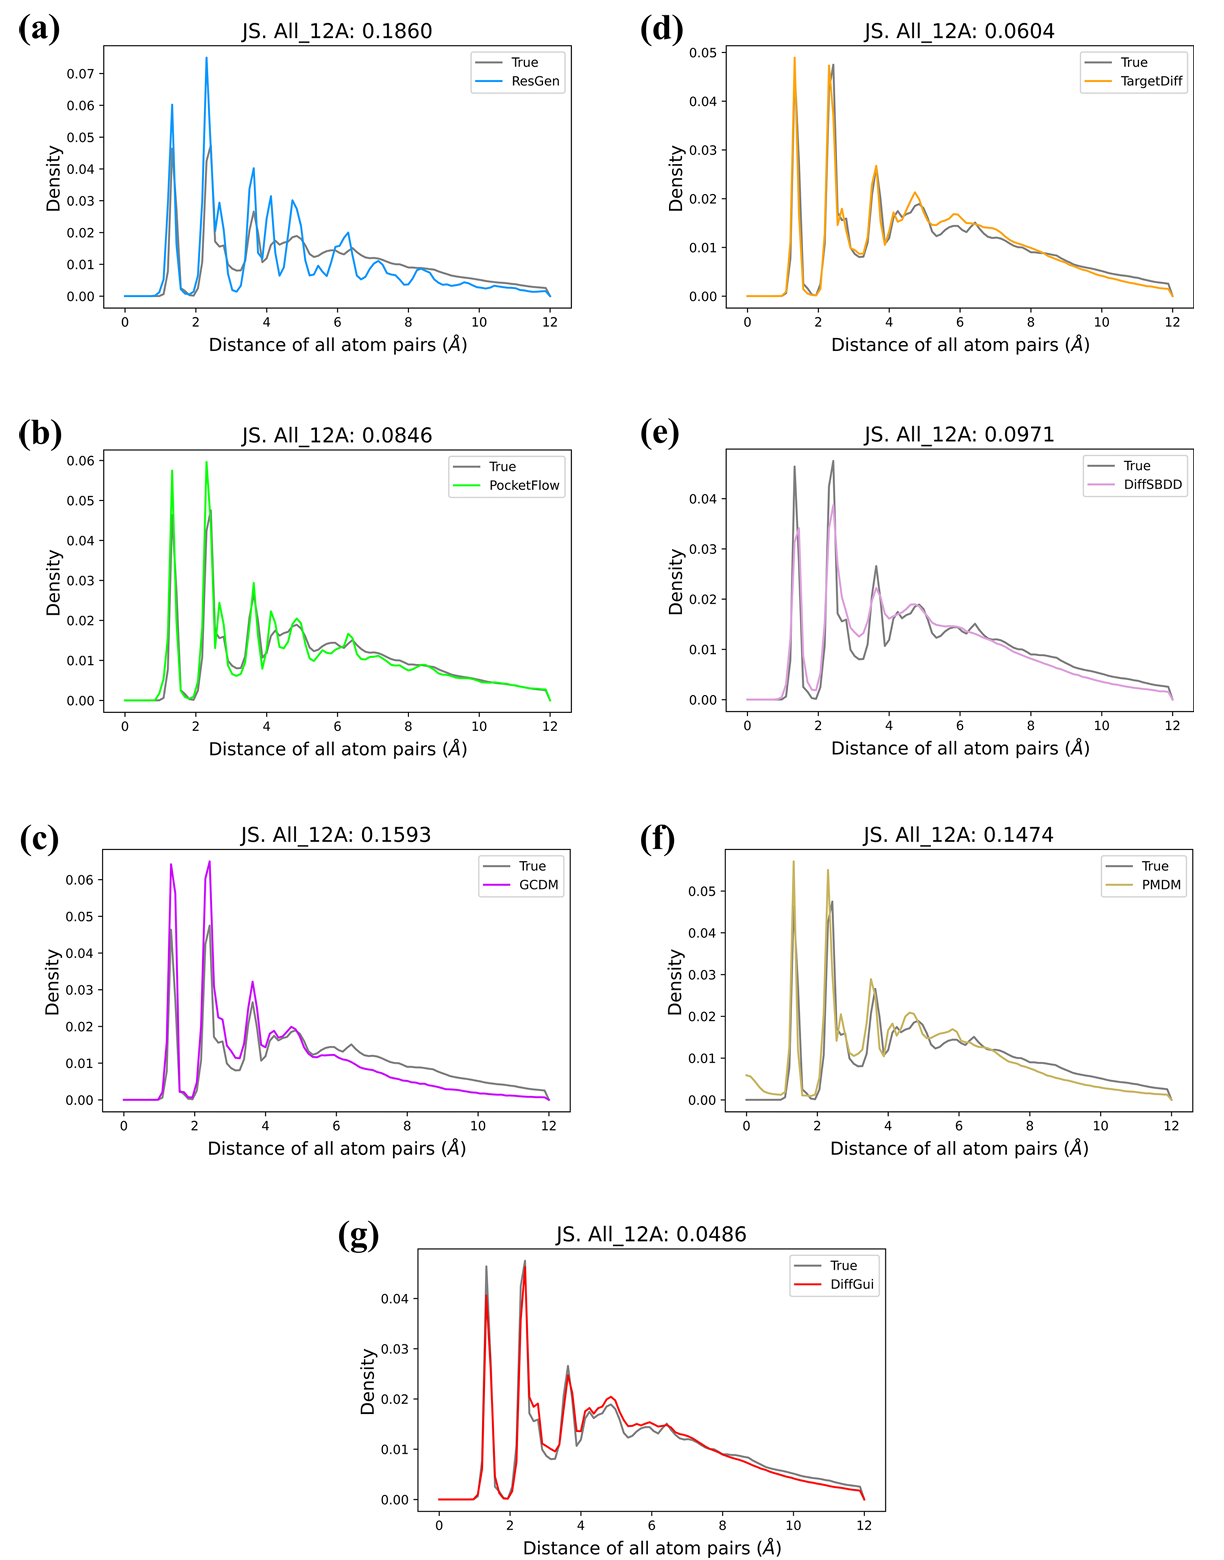 (a)
JS. All_12A: 0.1860
True
ResGen
Density
0.07
0.06
0.05
0.04
0.03
0.02
0.01
0.00
0 2 4 6 8 10 12
Distance of all atom pairs (Å)
(d)
JS. All_12A: 0.0604
True
TargetDiff
Density
0.05
0.04
0.03
0.02
0.01
0.00
0 2 4 6 8 10 12
Distance of all atom pairs (Å)
(b)
JS. All_12A: 0.0846
True
PocketFlow
Density
0.06
0.05
0.04
0.03
0.02
0.01
0.00
0 2 4 6 8 10 12
Distance of all atom pairs (Å)
(e)
JS. All_12A: 0.0971
True
DiffSBDD
Density
0.04
0.03
0.02
0.01
0.00
0 2 4 6 8 10 12
Distance of all atom pairs (Å)
(c)
JS. All_12A: 0.1593
True
GCDM
Density
0.06
0.05
0.04
0.03
0.02
0.01
0.00
0 2 4 6 8 10 12
Distance of all atom pairs (Å)
(f)
JS. All_12A: 0.1474
True
PMDM
Density
0.05
0.04
0.03
0.02
0.01
0.00
0 2 4 6 8 10 12
Distance of all atom pairs (Å)
(g)
JS. All_12A: 0.0486
True
DiffGui
Density
0.04
0.03
0.02
0.01
0.00
0 2 4 6 8 10 12
Distance of all atom pairs (Å)